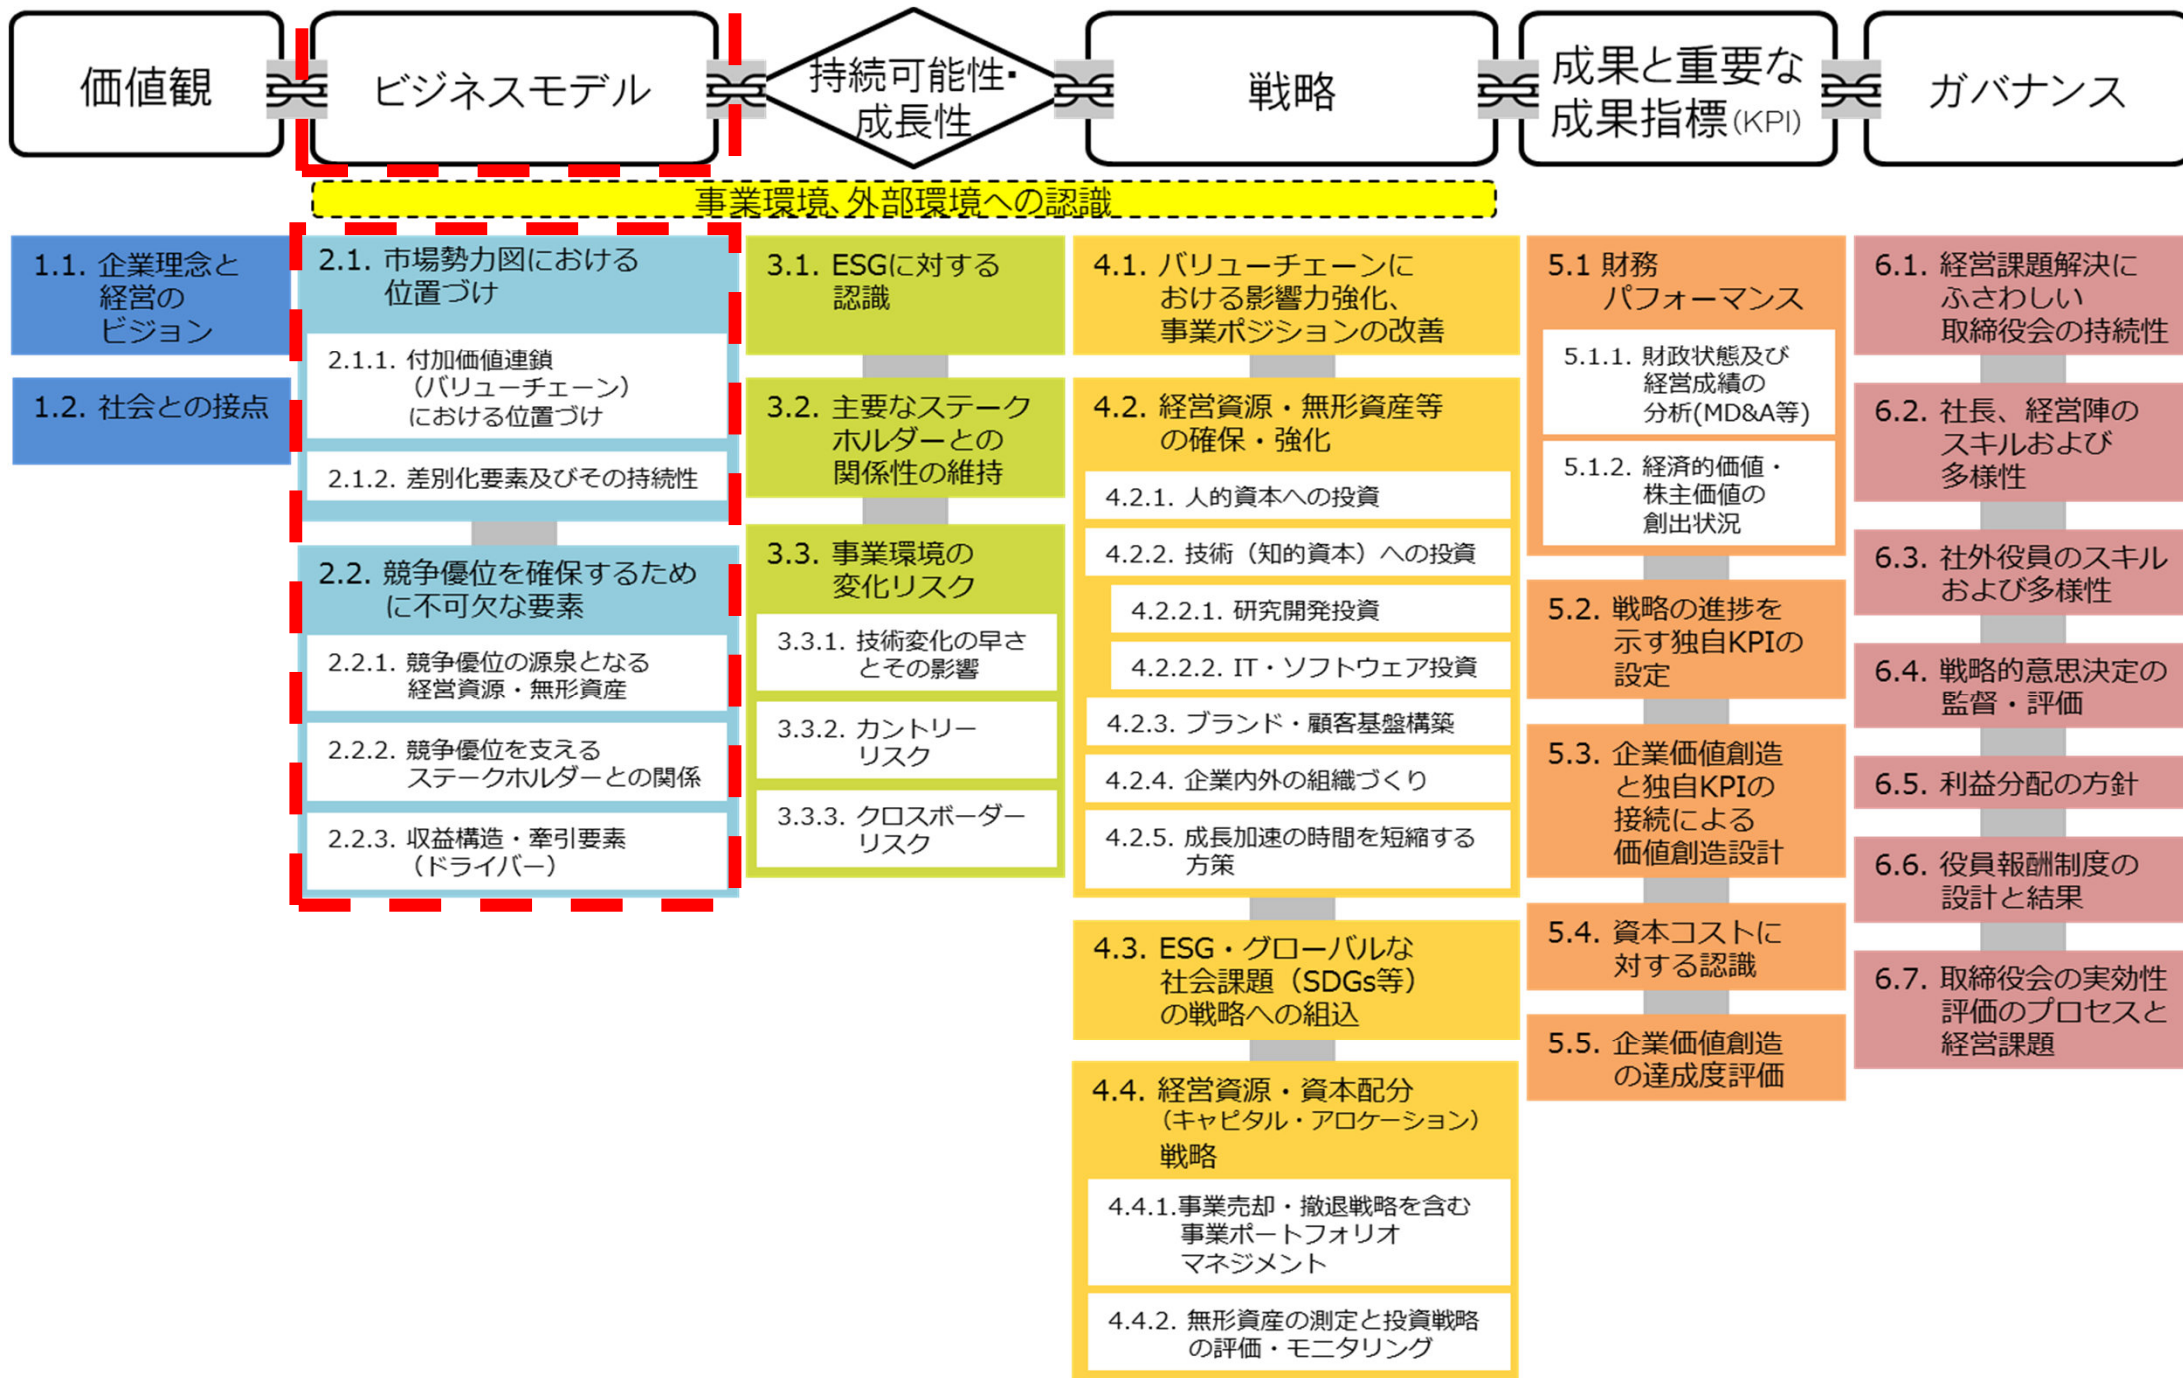 価値観
ビジネスモデル
持続可能性・
成長性
戦略
成果と重要な
成果指標(KPI)
ガバナンス
事業環境、外部環境への認識
1.1. 企業理念と
経営の
ビジョン
1.2. 社会との接点
2.1. 市場勢力図における
位置づけ
2.1.1. 付加価値連鎖
（バリューチェーン）
における位置づけ
2.1.2. 差別化要素及びその持続性
2.2. 競争優位を確保するため
に不可欠な要素
2.2.1. 競争優位の源泉となる
経営資源・無形資産
2.2.2. 競争優位を支える
ステークホルダーとの関係
2.2.3. 収益構造・牽引要素
（ドライバー）
3.1. ESGに対する
認識
3.2. 主要なステーク
ホルダーとの
関係性の維持
3.3. 事業環境の
変化リスク
3.3.1. 技術変化の早さ
とその影響
3.3.2. カントリー
リスク
3.3.3. クロスボーダー
リスク
4.1. バリューチェーンに
おける影響力強化、
事業ポジションの改善
4.2. 経営資源・無形資産等
の確保・強化
4.2.1. 人的資本への投資
4.2.2. 技術（知的資本）への投資
4.2.2.1. 研究開発投資
4.2.2.2. IT・ソフトウェア投資
4.2.3. ブランド・顧客基盤構築
4.2.4. 企業内外の組織づくり
4.2.5. 成長加速の時間を短縮する
方策
4.3. ESG・グローバルな
社会課題（SDGs等）
の戦略への組込
4.4. 経営資源・資本配分
（キャピタル・アロケーション）
戦略
4.4.1.事業売却・撤退戦略を含む
事業ポートフォリオ
マネジメント
4.4.2. 無形資産の測定と投資戦略
の評価・モニタリング
5.1 財務
パフォーマンス
5.1.1. 財政状態及び
経営成績の
分析(MD&A等)
5.1.2. 経済的価値・
株主価値の
創出状況
5.2. 戦略の進捗を
示す独自KPIの
設定
5.3. 企業価値創造
と独自KPIの
接続による
価値創造設計
5.4. 資本コストに
対する認識
5.5. 企業価値創造
の達成度評価
6.1. 経営課題解決に
ふさわしい
取締役会の持続性
6.2. 社長、経営陣の
スキルおよび
多様性
6.3. 社外役員のスキル
および多様性
6.4. 戦略的意思決定の
監督・評価
6.5. 利益分配の方針
6.6. 役員報酬制度の
設計と結果
6.7. 取締役会の実効性
評価のプロセスと
経営課題